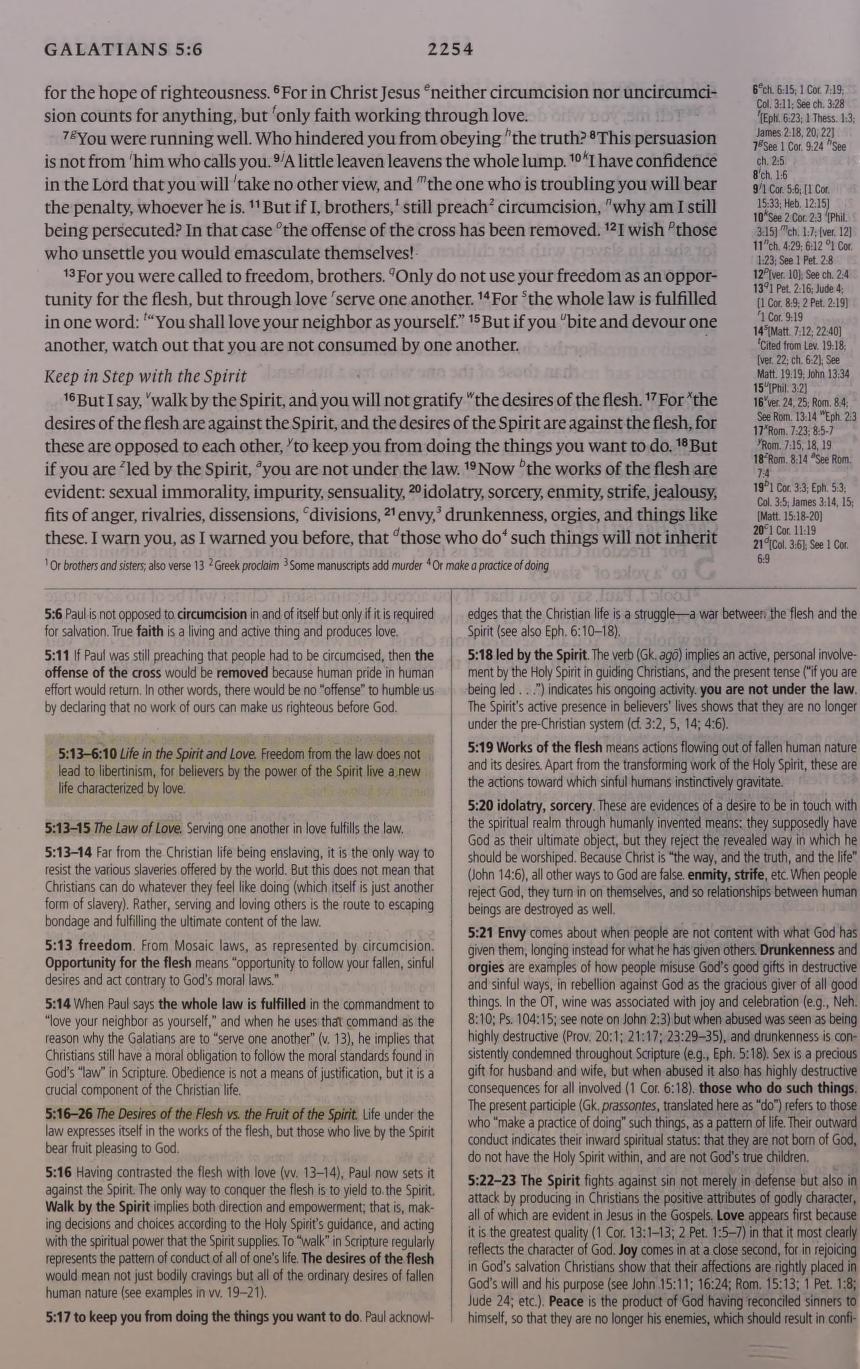 GALATIANS 5:6 2254
for the hope of righteousness. ⁶For in Christ Jesus ᵉneither circumcision nor uncircumci-
sion counts for anything, but ᶠonly faith working through love.
⁷ᵍYou were running well. Who hindered you from obeying ʰthe truth? ⁸This persuasion
is not from ⁱhim who calls you. ⁹ʲA little leaven leavens the whole lump. ¹⁰ᵏI have confidence
in the Lord that you will ˡtake no other view, and ᵐthe one who is troubling you will bear
the penalty, whoever he is. ¹¹But if I, brothers,¹ still preach² circumcision, ⁿwhy am I still
being persecuted? In that case ᵒthe offense of the cross has been removed. ¹²I wish ᵖthose
who unsettle you would emasculate themselves!
¹³For you were called to freedom, brothers. ᑫOnly do not use your freedom as an oppor-
tunity for the flesh, but through love ʳserve one another. ¹⁴For ˢthe whole law is fulfilled
in one word: ᵗ“You shall love your neighbor as yourself.” ¹⁵But if you ᵘbite and devour one
another, watch out that you are not consumed by one another.
Keep in Step with the Spirit
¹⁶But I say, ᵛwalk by the Spirit, and you will not gratify ʷthe desires of the flesh. ¹⁷For ˣthe
desires of the flesh are against the Spirit, and the desires of the Spirit are against the flesh, for
these are opposed to each other, ʸto keep you from doing the things you want to do. ¹⁸But
if you are ᶻled by the Spirit, ᵃyou are not under the law. ¹⁹Now ᵇthe works of the flesh are
evident: sexual immorality, impurity, sensuality, ²⁰idolatry, sorcery, enmity, strife, jealousy,
fits of anger, rivalries, dissensions, ᶜdivisions, ²¹envy,³ drunkenness, orgies, and things like
these. I warn you, as I warned you before, that ᵈthose who do⁴ such things will not inherit
¹Or brothers and sisters; also verse 13 ²Greek proclaim ³Some manuscripts add murder ⁴Or make a practice of doing
6ᵉch. 6:15; 1 Cor. 7:19;
Col. 3:11; See ch. 3:28
ᶠ[Eph. 6:23; 1 Thess. 1:3;
James 2:18, 20, 22]
7ᵍSee 1 Cor. 9:24 ʰSee
ch. 2:5
8ⁱch. 1:6
9ʲ1 Cor. 5:6; [1 Cor.
15:33; Heb. 12:15]
10ᵏSee 2 Cor. 2:3 ˡ[Phil.
3:15] ᵐch. 1:7; [ver. 12]
11ⁿch. 4:29; 6:12 ᵒ1 Cor.
1:23; See 1 Pet. 2:8
12ᵖ[ver. 10]; See ch. 2:4
13ᑫ1 Pet. 2:16; Jude 4;
[1 Cor. 8:9; 2 Pet. 2:19]
ʳ1 Cor. 9:19
14ˢ[Matt. 7:12; 22:40]
ᵗCited from Lev. 19:18;
[ver. 22; ch. 6:2]; See
Matt. 19:19; John 13:34
15ᵘ[Phil. 3:2]
16ᵛver. 24, 25; Rom. 8:4;
See Rom. 13:14 ʷEph. 2:3
17ˣRom. 7:23; 8:5-7
ʸRom. 7:15, 18, 19
18ᶻRom. 8:14 ᵃSee Rom.
7:4
19ᵇ1 Cor. 3:3; Eph. 5:3;
Col. 3:5; James 3:14, 15;
[Matt. 15:18-20]
20ᶜ1 Cor. 11:19
21ᵈ[Col. 3:6]; See 1 Cor.
6:9
5:6 Paul is not opposed to circumcision in and of itself but only if it is required
for salvation. True faith is a living and active thing and produces love.
5:11 If Paul was still preaching that people had to be circumcised, then the
offense of the cross would be removed because human pride in human
effort would return. In other words, there would be no “offense” to humble us
by declaring that no work of ours can make us righteous before God.
5:13–6:10 Life in the Spirit and Love. Freedom from the law does not
lead to libertinism, for believers by the power of the Spirit live a new
life characterized by love.
5:13–15 The Law of Love. Serving one another in love fulfills the law.
5:13–14 Far from the Christian life being enslaving, it is the only way to
resist the various slaveries offered by the world. But this does not mean that
Christians can do whatever they feel like doing (which itself is just another
form of slavery). Rather, serving and loving others is the route to escaping
bondage and fulfilling the ultimate content of the law.
5:13 freedom. From Mosaic laws, as represented by circumcision.
Opportunity for the flesh means “opportunity to follow your fallen, sinful
desires and act contrary to God’s moral laws.”
5:14 When Paul says the whole law is fulfilled in the commandment to
“love your neighbor as yourself,” and when he uses that command as the
reason why the Galatians are to “serve one another” (v. 13), he implies that
Christians still have a moral obligation to follow the moral standards found in
God’s “law” in Scripture. Obedience is not a means of justification, but it is a
crucial component of the Christian life.
5:16–26 The Desires of the Flesh vs. the Fruit of the Spirit. Life under the
law expresses itself in the works of the flesh, but those who live by the Spirit
bear fruit pleasing to God.
5:16 Having contrasted the flesh with love (vv. 13–14), Paul now sets it
against the Spirit. The only way to conquer the flesh is to yield to the Spirit.
Walk by the Spirit implies both direction and empowerment; that is, mak-
ing decisions and choices according to the Holy Spirit’s guidance, and acting
with the spiritual power that the Spirit supplies. To “walk” in Scripture regularly
represents the pattern of conduct of all of one’s life. The desires of the flesh
would mean not just bodily cravings but all of the ordinary desires of fallen
human nature (see examples in vv. 19–21).
5:17 to keep you from doing the things you want to do. Paul acknowl-
edges that the Christian life is a struggle—a war between the flesh and the
Spirit (see also Eph. 6:10–18).
5:18 led by the Spirit. The verb (Gk. agō) implies an active, personal involve-
ment by the Holy Spirit in guiding Christians, and the present tense (“if you are
being led . . .”) indicates his ongoing activity. you are not under the law.
The Spirit’s active presence in believers’ lives shows that they are no longer
under the pre-Christian system (cf. 3:2, 5, 14; 4:6).
5:19 Works of the flesh means actions flowing out of fallen human nature
and its desires. Apart from the transforming work of the Holy Spirit, these are
the actions toward which sinful humans instinctively gravitate.
5:20 idolatry, sorcery. These are evidences of a desire to be in touch with
the spiritual realm through humanly invented means: they supposedly have
God as their ultimate object, but they reject the revealed way in which he
should be worshiped. Because Christ is “the way, and the truth, and the life”
(John 14:6), all other ways to God are false. enmity, strife, etc. When people
reject God, they turn in on themselves, and so relationships between human
beings are destroyed as well.
5:21 Envy comes about when people are not content with what God has
given them, longing instead for what he has given others. Drunkenness and
orgies are examples of how people misuse God’s good gifts in destructive
and sinful ways, in rebellion against God as the gracious giver of all good
things. In the OT, wine was associated with joy and celebration (e.g., Neh.
8:10; Ps. 104:15; see note on John 2:3) but when abused was seen as being
highly destructive (Prov. 20:1; 21:17; 23:29–35), and drunkenness is con-
sistently condemned throughout Scripture (e.g., Eph. 5:18). Sex is a precious
gift for husband and wife, but when abused it also has highly destructive
consequences for all involved (1 Cor. 6:18). those who do such things.
The present participle (Gk. prassontes, translated here as “do”) refers to those
who “make a practice of doing” such things, as a pattern of life. Their outward
conduct indicates their inward spiritual status: that they are not born of God,
do not have the Holy Spirit within, and are not God’s true children.
5:22–23 The Spirit fights against sin not merely in defense but also in
attack by producing in Christians the positive attributes of godly character,
all of which are evident in Jesus in the Gospels. Love appears first because
it is the greatest quality (1 Cor. 13:1–13; 2 Pet. 1:5–7) in that it most clearly
reflects the character of God. Joy comes in at a close second, for in rejoicing
in God’s salvation Christians show that their affections are rightly placed in
God’s will and his purpose (see John 15:11; 16:24; Rom. 15:13; 1 Pet. 1:8;
Jude 24; etc.). Peace is the product of God having reconciled sinners to
himself, so that they are no longer his enemies, which should result in confi-